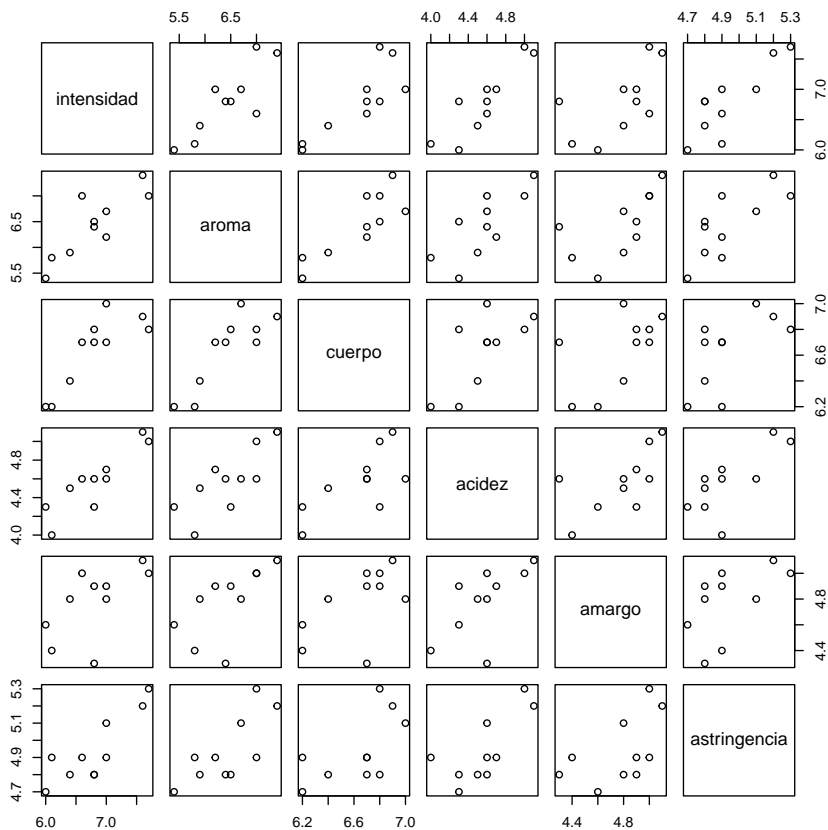 5.5 6.5 4.0 4.4 4.8 4.7 4.9 5.1 5.3
intensidad
6.0 7.0
aroma
5.5 6.5
cuerpo
6.2 6.6 7.0
acidez
4.0 4.4 4.8
amargo
4.4 4.8
astringencia
4.7 4.9 5.1 5.3
6.0 7.0 6.2 6.6 7.0 4.4 4.8